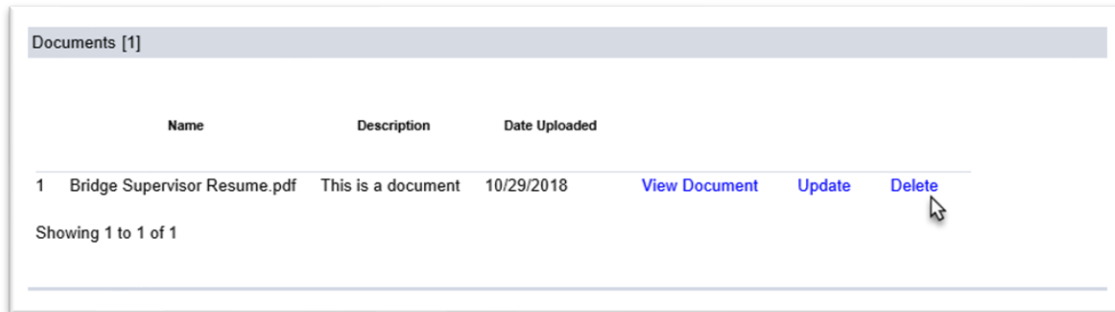 Documents [1]
Name Description Date Uploaded
1 Bridge Supervisor Resume.pdf This is a document 10/29/2018 View Document Update Delete
Showing 1 to 1 of 1